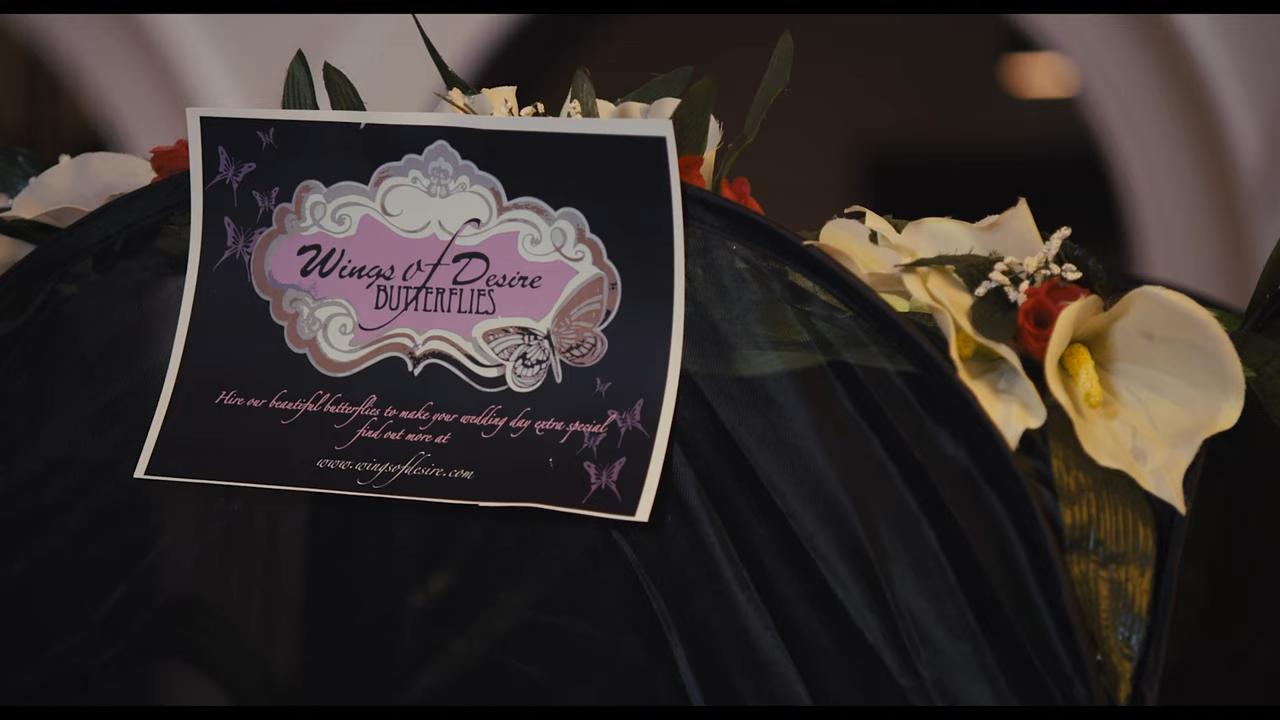 Wings of Desire
BUTTERFLIES
Hire our beautiful butterflies to make your wedding day extra special
find out more at
www.wingsofdesire.com